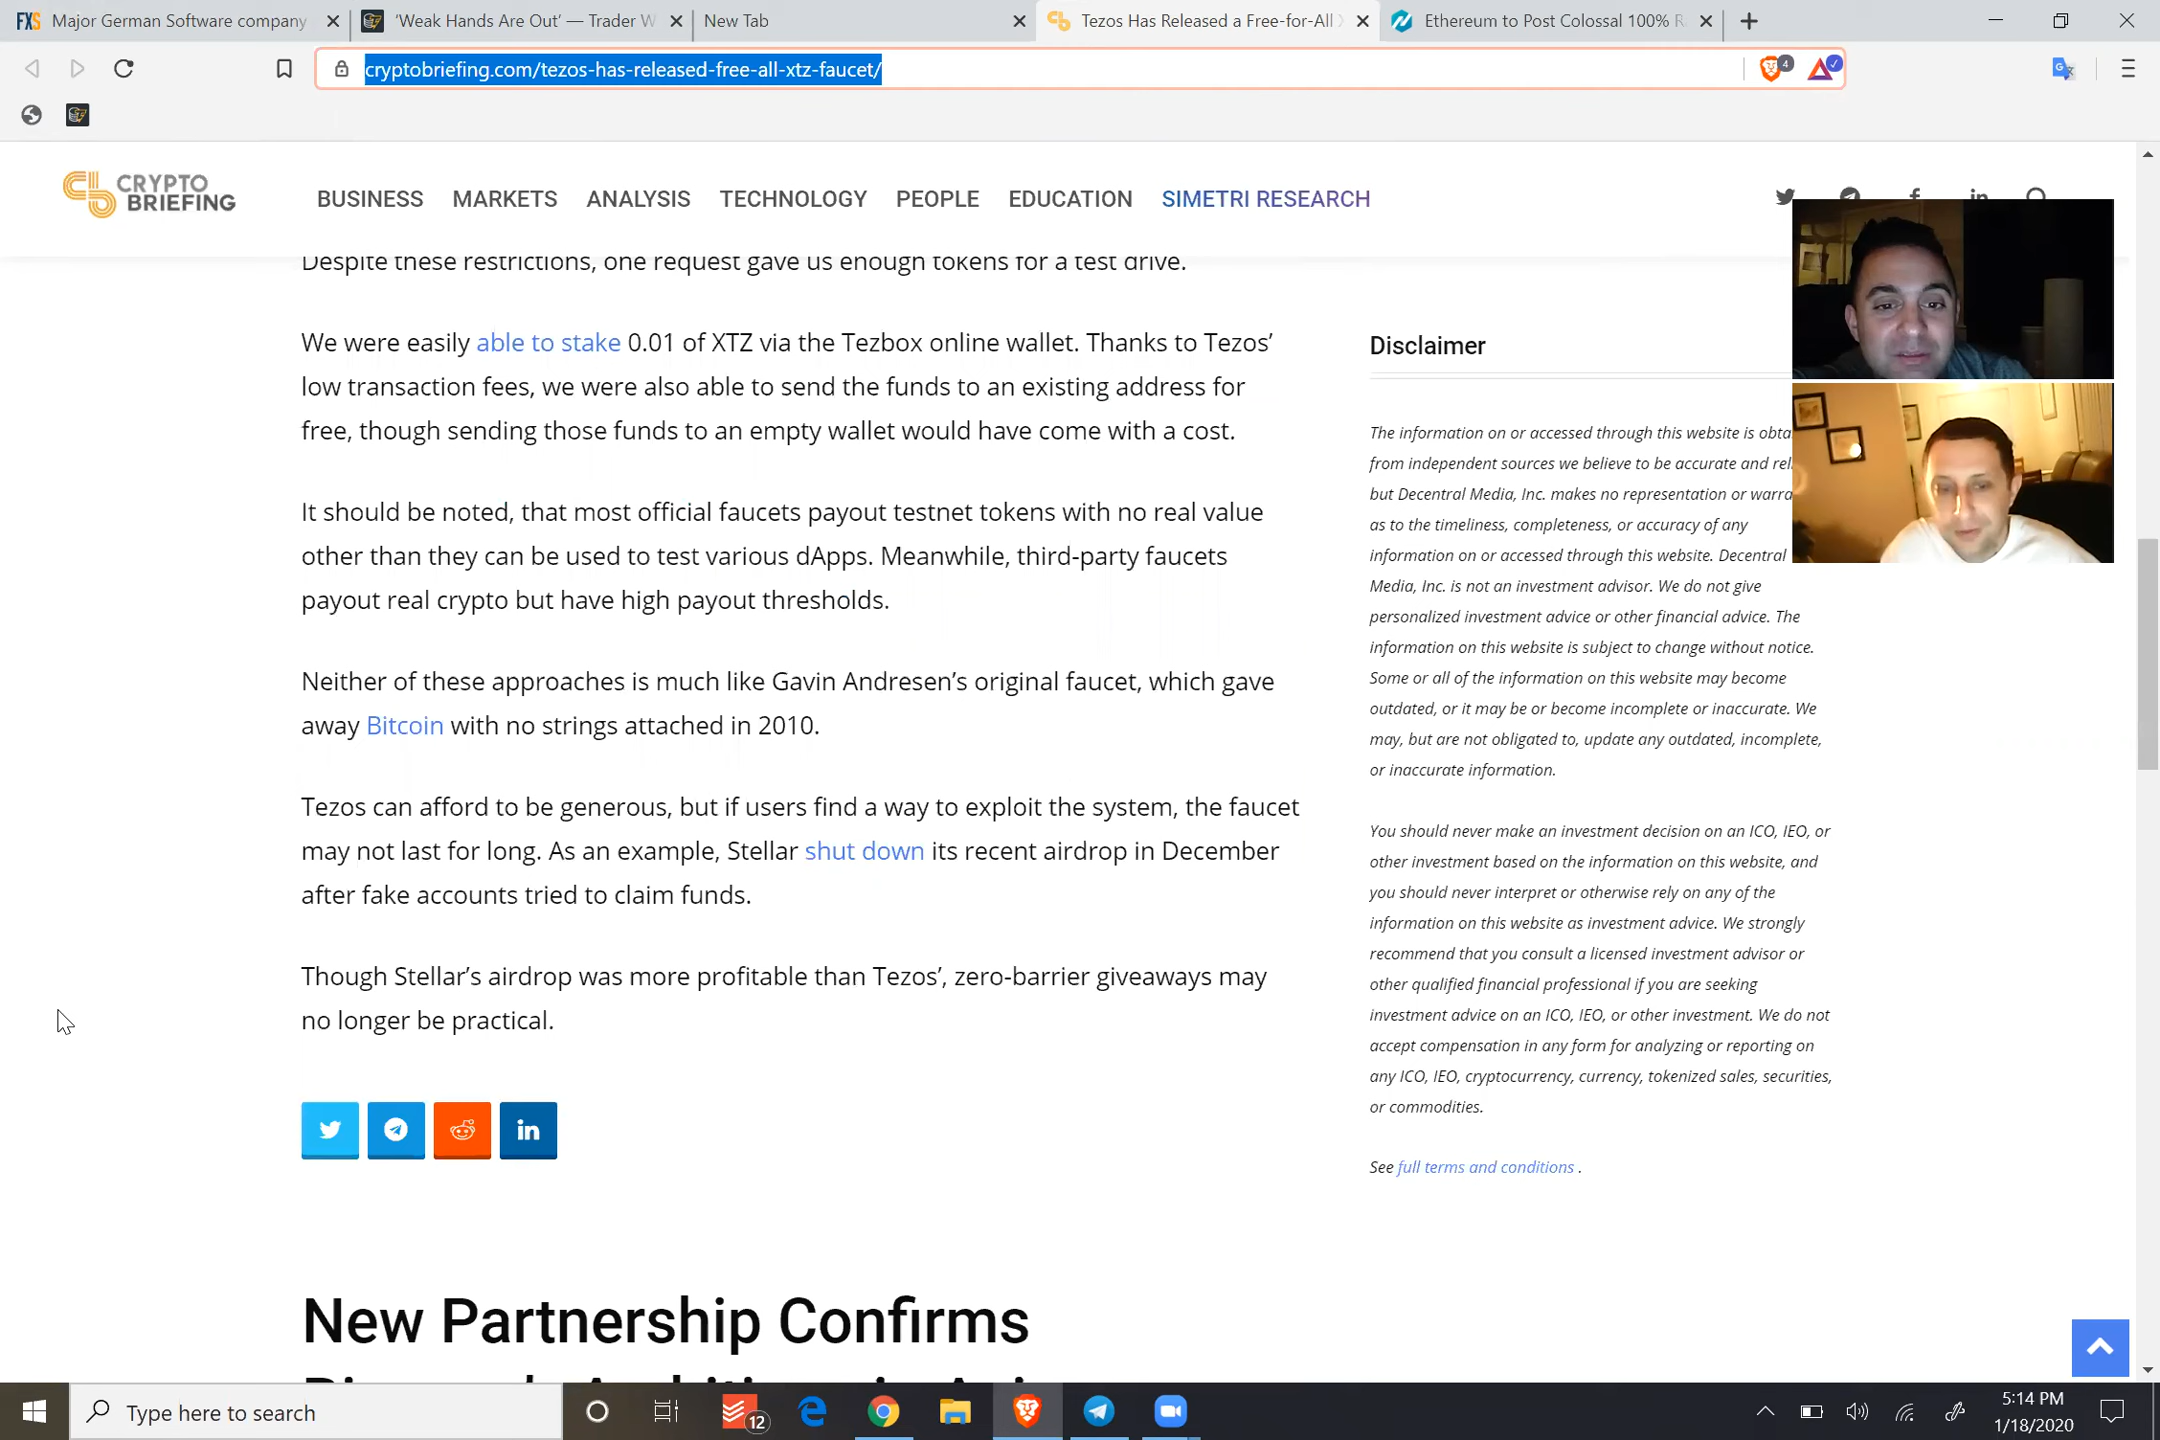 Major German Software company
'Weak Hands Are Out' — Trader W
New Tab
Tezos Has Released a Free-for-All X
Ethereum to Post Colossal 100% R
cryptobriefing.com/tezos-has-released-free-all-xtz-faucet/
4
CRYPTO
BRIEFING
BUSINESS MARKETS ANALYSIS TECHNOLOGY PEOPLE EDUCATION SIMETRI RESEARCH
Despite these restrictions, one request gave us enough tokens for a test drive.
We were easily able to stake 0.01 of XTZ via the Tezbox online wallet. Thanks to Tezos'
low transaction fees, we were also able to send the funds to an existing address for
free, though sending those funds to an empty wallet would have come with a cost.
It should be noted, that most official faucets payout testnet tokens with no real value
other than they can be used to test various dApps. Meanwhile, third-party faucets
payout real crypto but have high payout thresholds.
Neither of these approaches is much like Gavin Andresen's original faucet, which gave
away Bitcoin with no strings attached in 2010.
Tezos can afford to be generous, but if users find a way to exploit the system, the faucet
may not last for long. As an example, Stellar shut down its recent airdrop in December
after fake accounts tried to claim funds.
Though Stellar's airdrop was more profitable than Tezos', zero-barrier giveaways may
no longer be practical.
New Partnership Confirms
Disclaimer
The information on or accessed through this website is obta
from independent sources we believe to be accurate and rel
but Decentral Media, Inc. makes no representation or warra
as to the timeliness, completeness, or accuracy of any
information on or accessed through this website. Decentral
Media, Inc. is not an investment advisor. We do not give
personalized investment advice or other financial advice. The
information on this website is subject to change without notice.
Some or all of the information on this website may become
outdated, or it may be or become incomplete or inaccurate. We
may, but are not obligated to, update any outdated, incomplete,
or inaccurate information.
You should never make an investment decision on an ICO, IEO, or
other investment based on the information on this website, and
you should never interpret or otherwise rely on any of the
information on this website as investment advice. We strongly
recommend that you consult a licensed investment advisor or
other qualified financial professional if you are seeking
investment advice on an ICO, IEO, or other investment. We do not
accept compensation in any form for analyzing or reporting on
any ICO, IEO, cryptocurrency, currency, tokenized sales, securities,
or commodities.
See full terms and conditions .
Type here to search
12
5:14 PM
1/18/2020